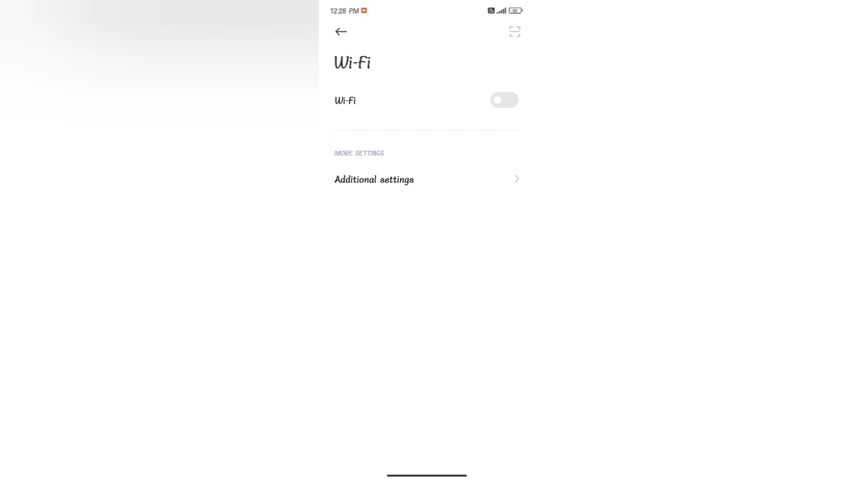 12:28 PM
Wi-Fi
Wi-Fi
MORE SETTINGS
Additional settings